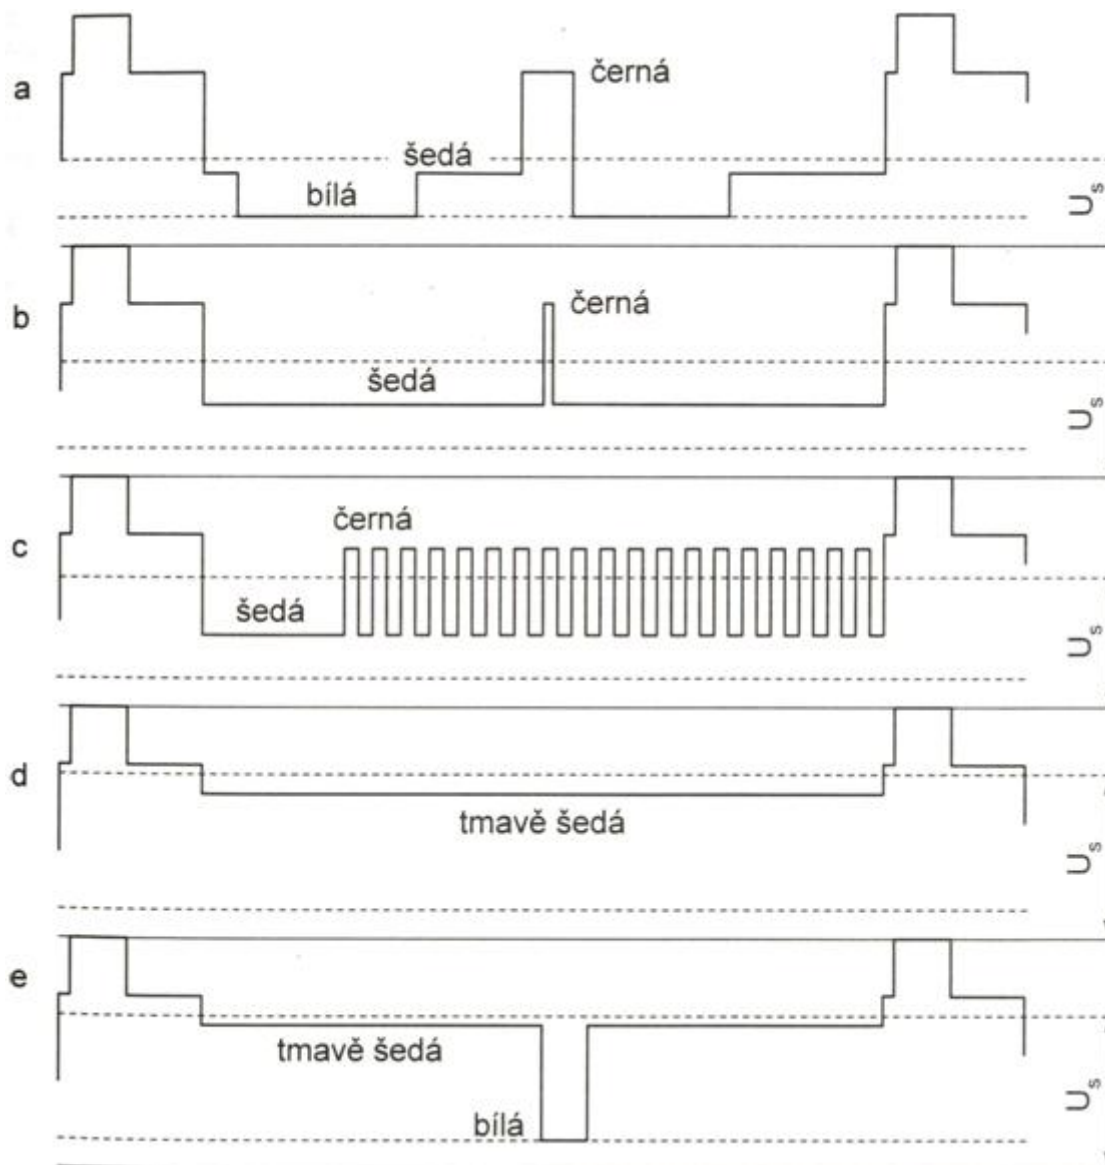 a
černá
šedá
bílá
Us
b
černá
šedá
Us
c
černá
šedá
Us
d
tmavě šedá
Us
e
tmavě šedá
bílá
Us